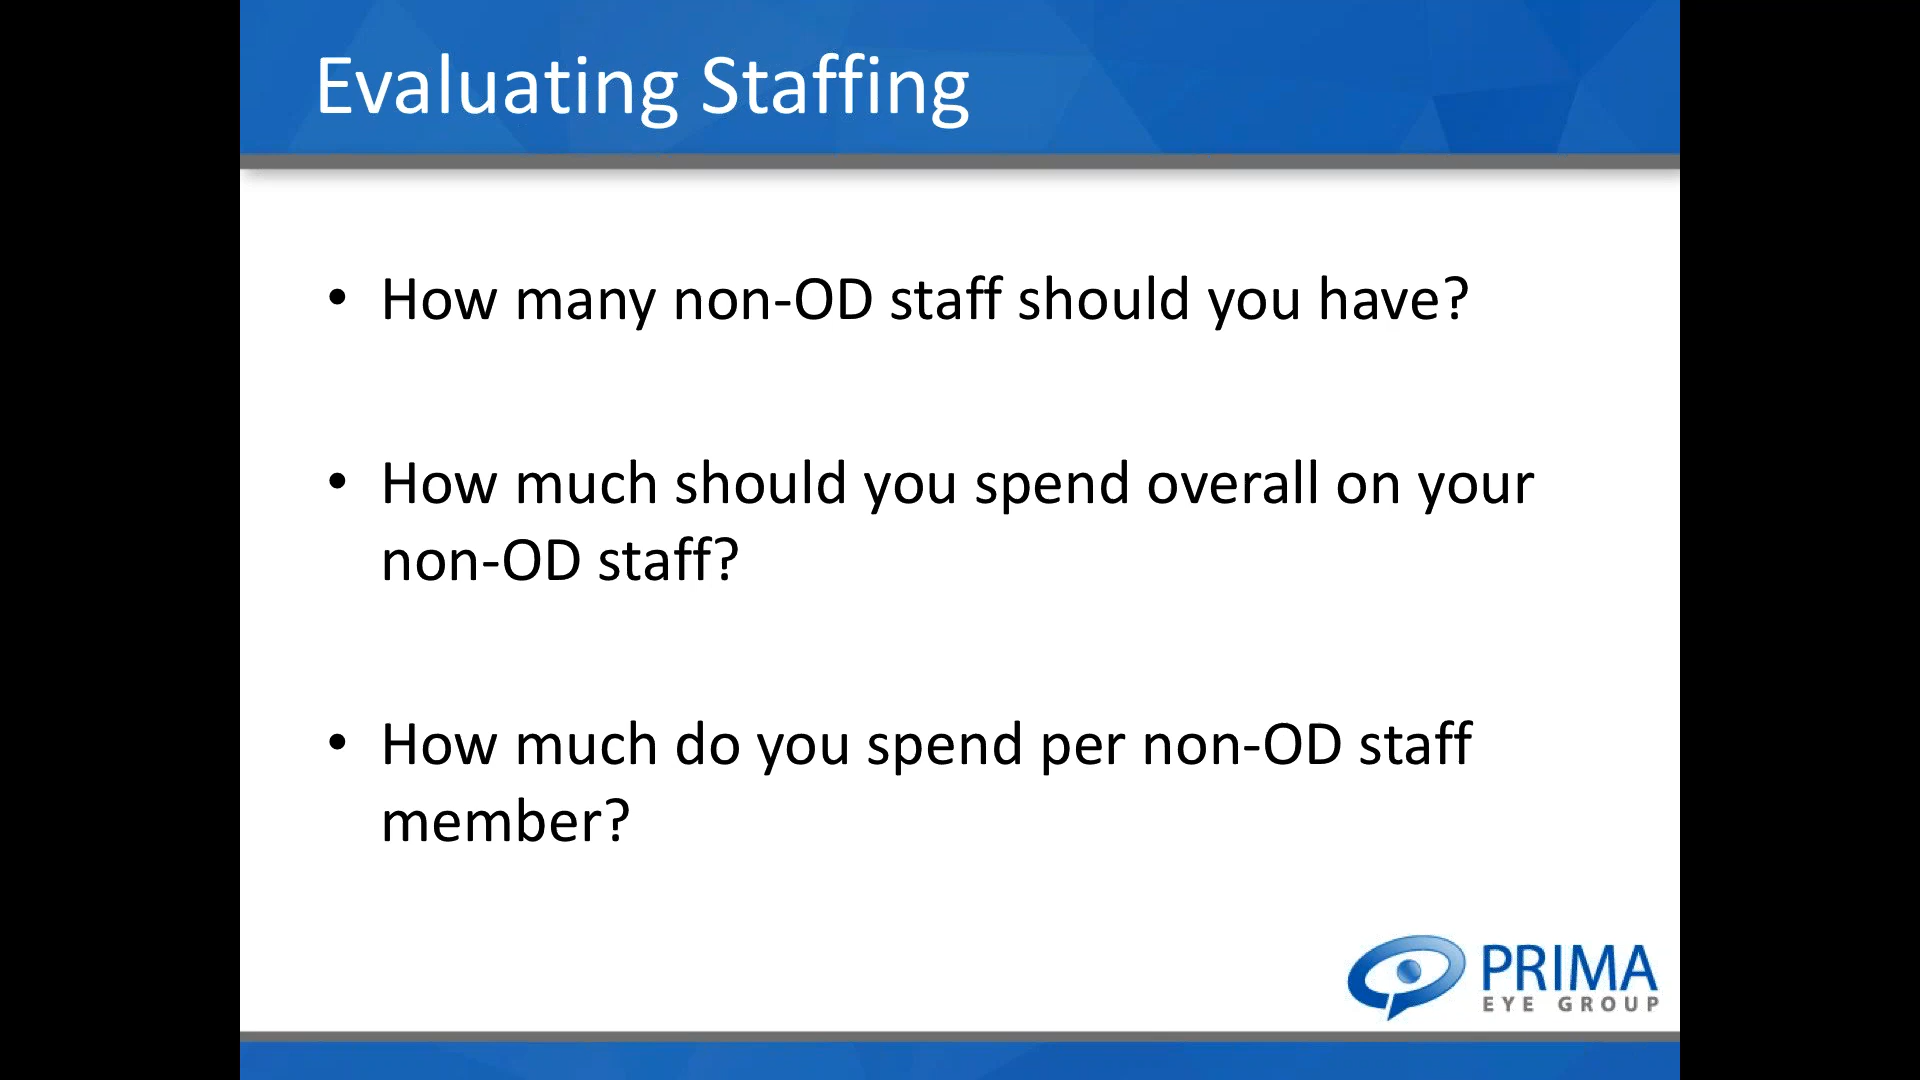 Evaluating Staffing
• How many non-OD staff should you have?
• How much should you spend overall on your
non-OD staff?
• How much do you spend per non-OD staff
member?
PRIMA
EYE GROUP